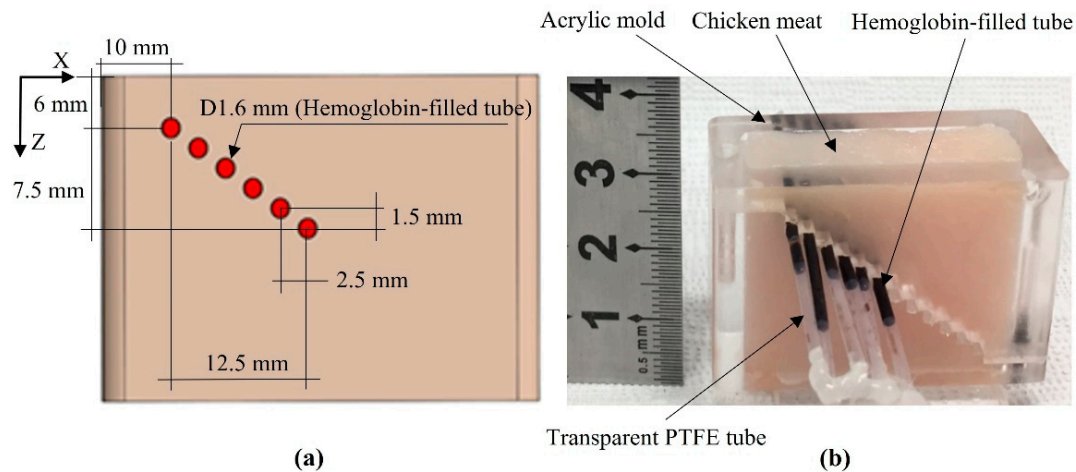 X
10 mm
6 mm
Z
D1.6 mm (Hemoglobin-filled tube)
7.5 mm
1.5 mm
2.5 mm
12.5 mm
(a)
Acrylic mold
Chicken meat
Hemoglobin-filled tube
4
3
2
1
0.5 mm
Transparent PTFE tube
(b)